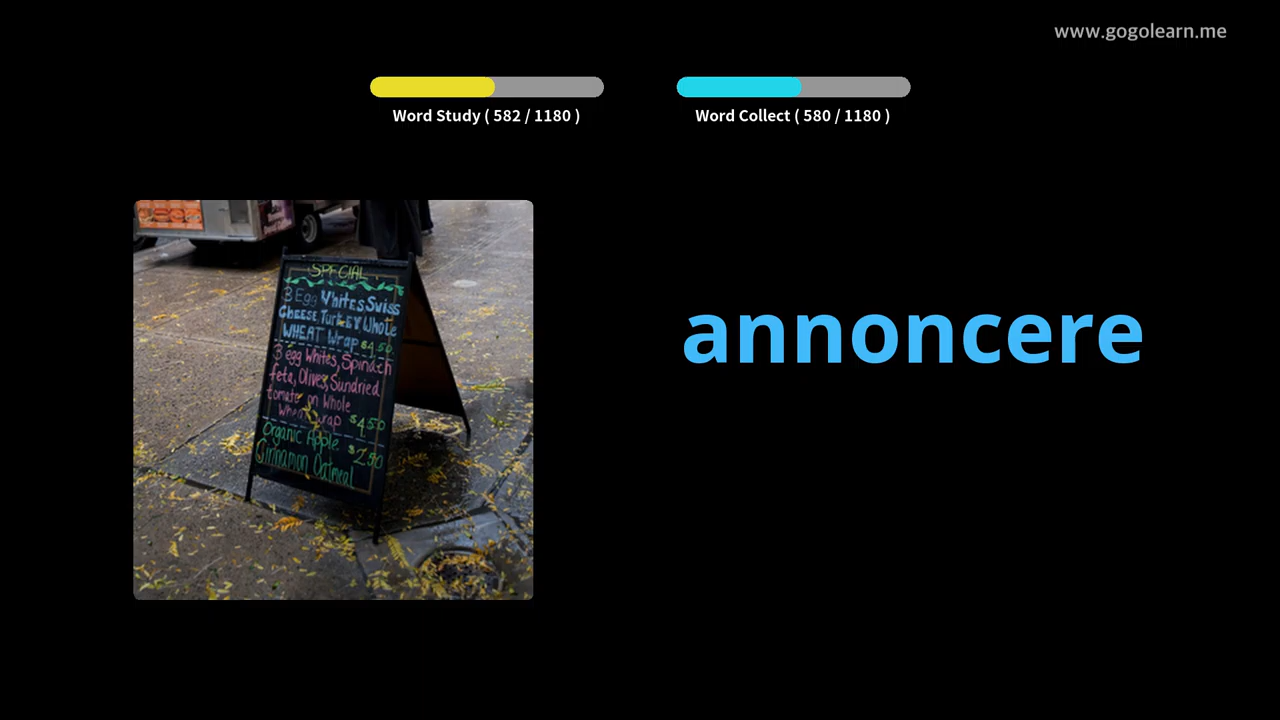 www.gogolearn.me
Word Study ( 582 / 1180 )
Word Collect ( 580 / 1180 )
SPECIAL
3 Egg Whites, Swiss
Cheese, Turkey Whole
WHEAT Wrap $4.50
3 egg Whites, Spinach
feta, Olives, Sundried
tomato on Whole
Wheat Wrap $4.50
Organic Apple
Cinnamon Oatmeal $2.50
annoncere